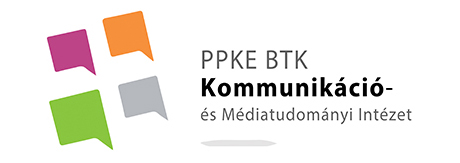 PPKE BTK
Kommunikáció-
és Médiatudományi Intézet